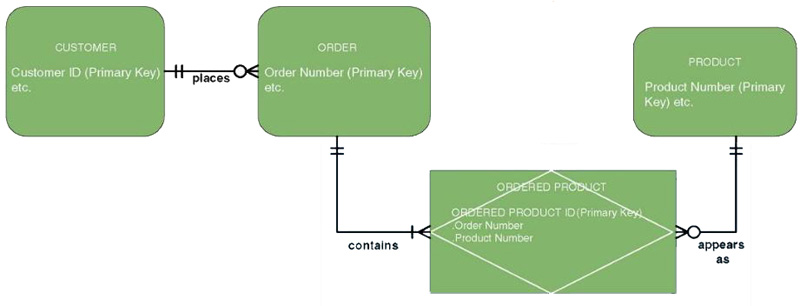 CUSTOMER
Customer ID (Primary Key)
etc.
places
ORDER
Order Number (Primary Key)
etc.
PRODUCT
Product Number (Primary
Key) etc.
contains
ORDERED PRODUCT
ORDERED PRODUCT ID(Primary Key)
.Order Number
.Product Number
appears
as